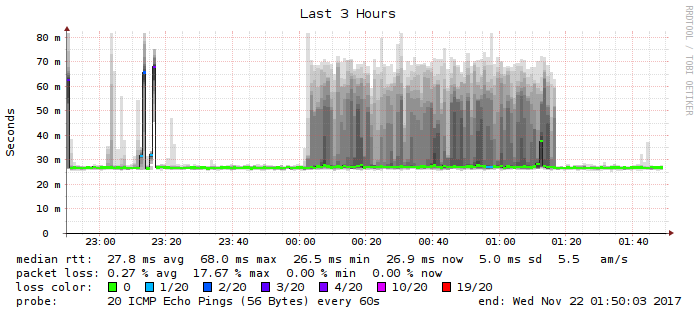 Last 3 Hours
RRDTOOL / TOBI OETIKER
Seconds
80 m
70 m
60 m
50 m
40 m
30 m
20 m
10 m
0
23:00 23:20 23:40 00:00 00:20 00:40 01:00 01:20 01:40
median rtt: 27.8 ms avg 68.0 ms max 26.5 ms min 26.9 ms now 5.0 ms sd 5.5 am/s
packet loss: 0.27 % avg 17.67 % max 0.00 % min 0.00 % now
loss color: 0 1/20 2/20 3/20 4/20 10/20 19/20
probe: 20 ICMP Echo Pings (56 Bytes) every 60s end: Wed Nov 22 01:50:03 2017